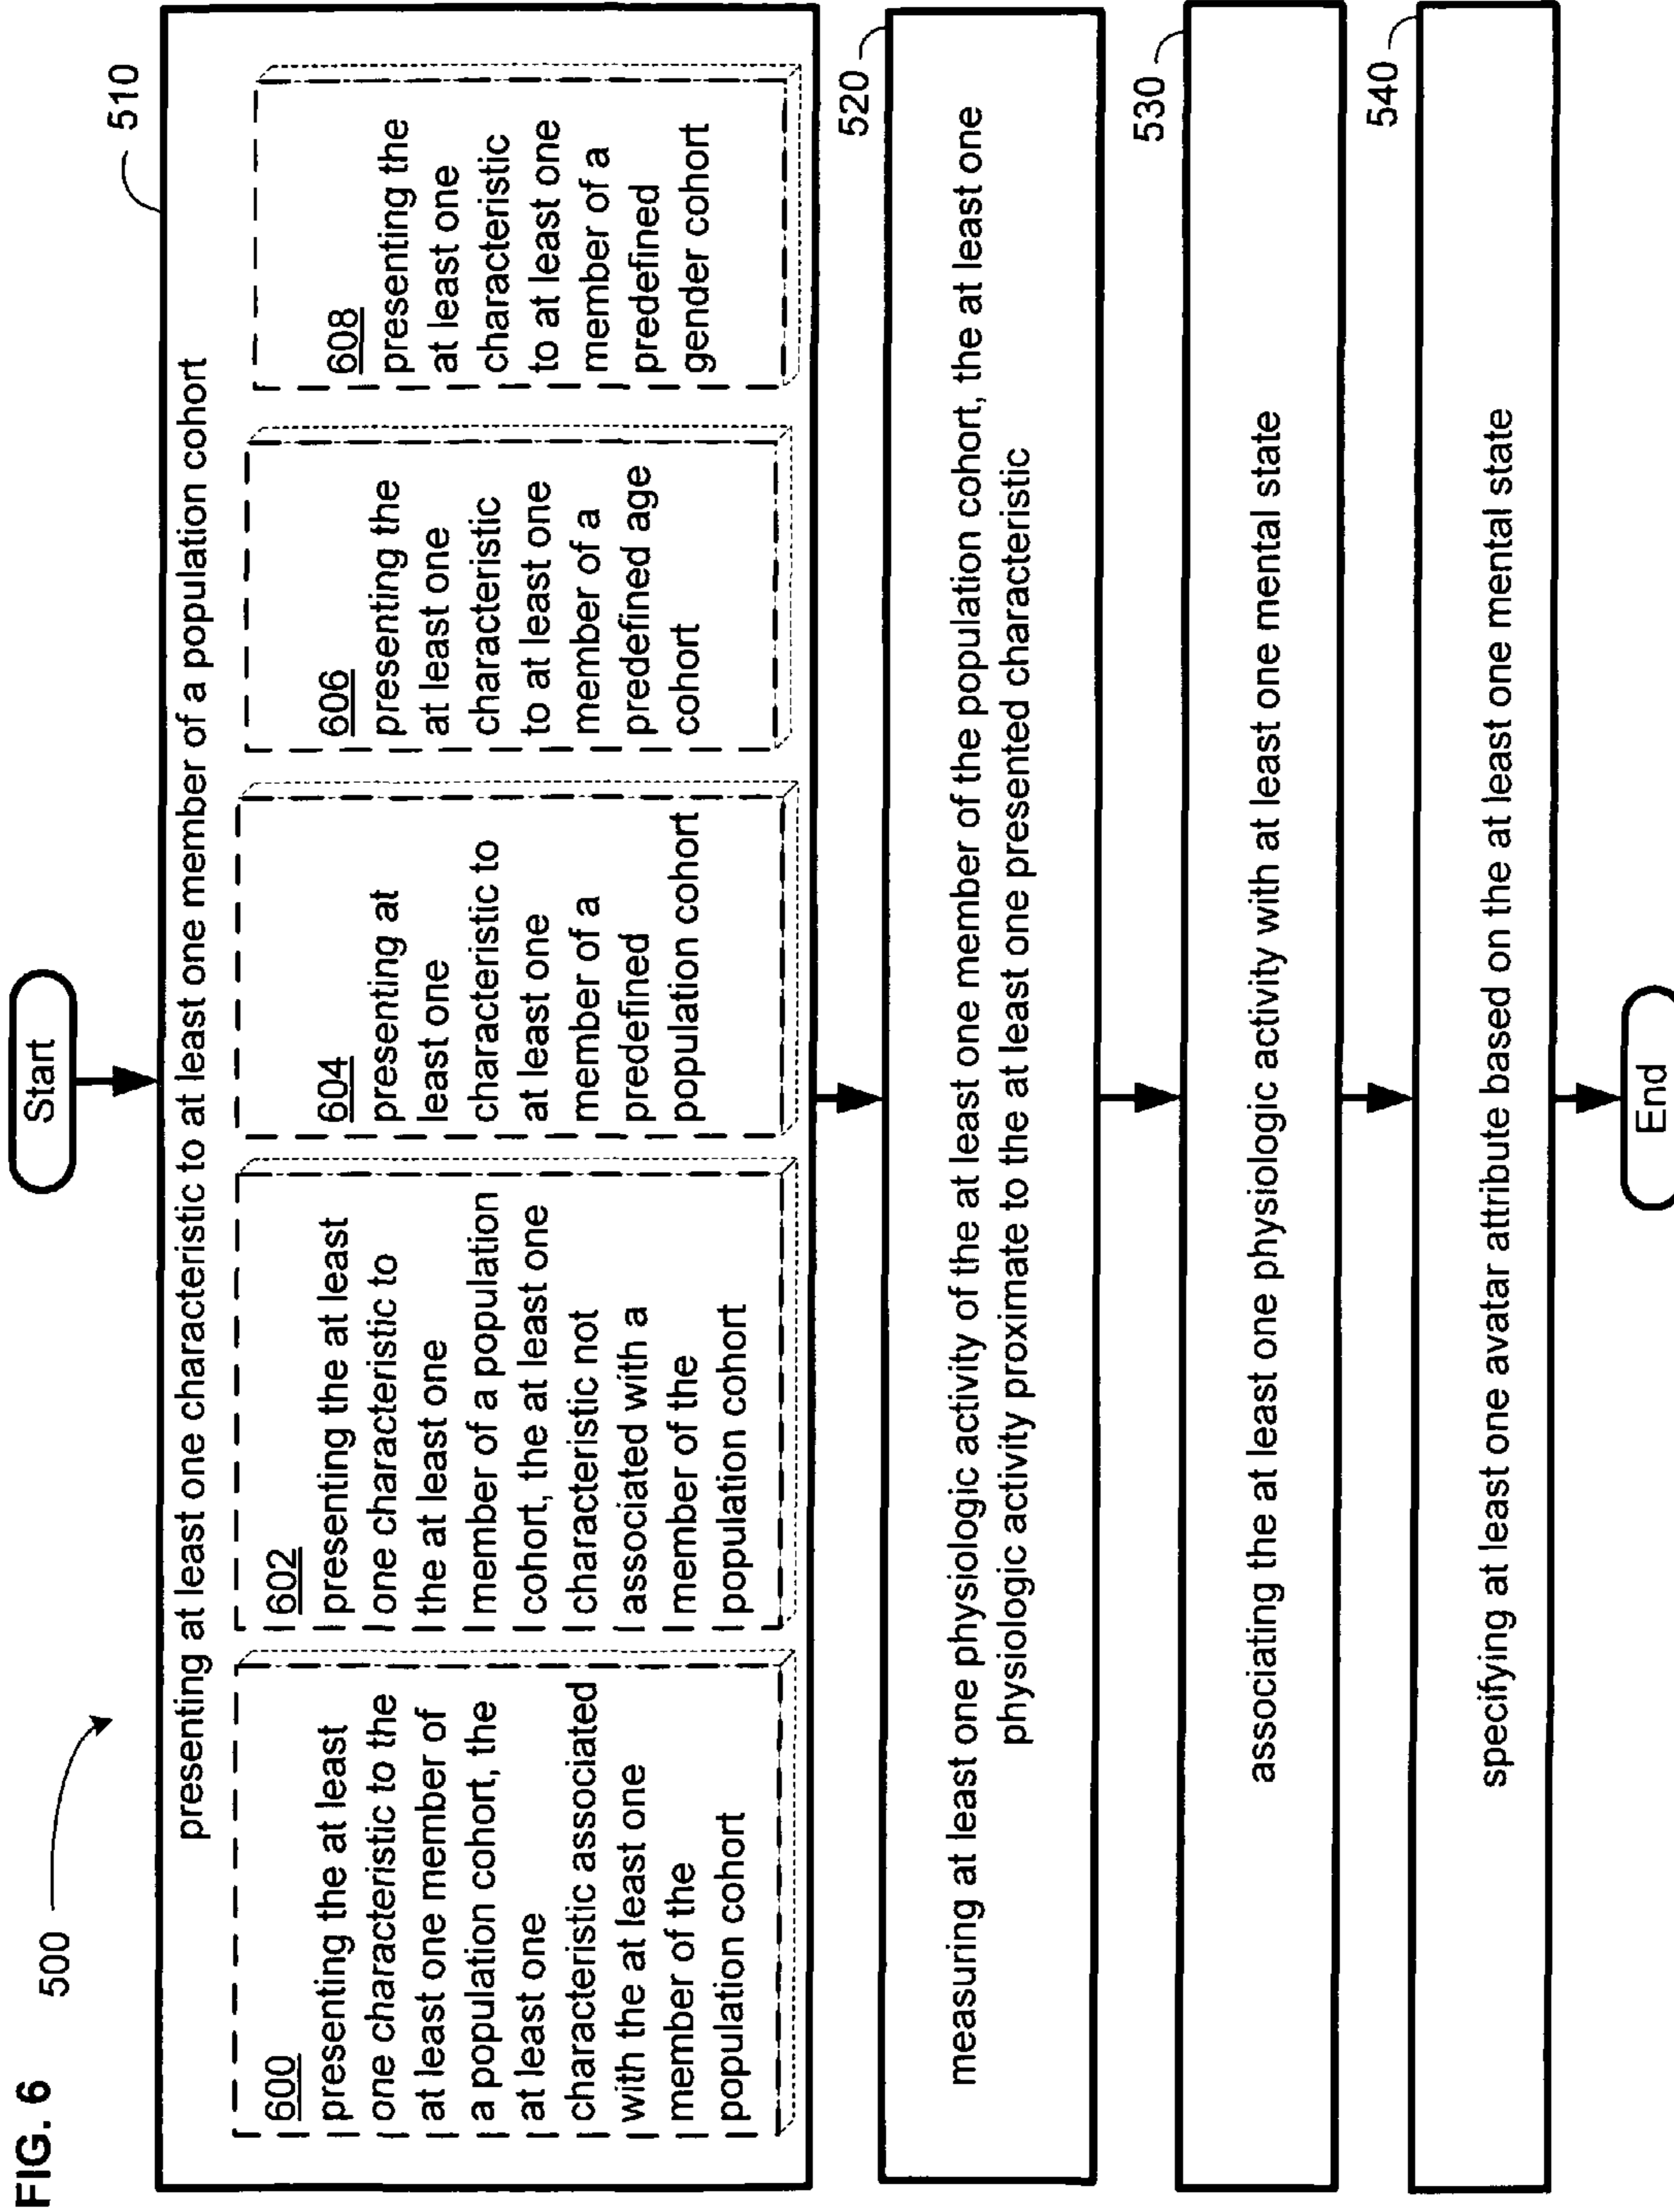 FIG. 6
500
Start
510
presenting at least one characteristic to at least one member of a population cohort
600
presenting the at least
one characteristic to the
at least one member of
a population cohort, the
at least one
characteristic associated
with the at least one
member of the
population cohort
602
presenting the at least
one characteristic to
the at least one
member of a population
cohort, the at least one
characteristic not
associated with a
member of the
population cohort
604
presenting at
least one
characteristic to
at least one
member of a
predefined
population cohort
606
presenting the
at least one
characteristic
to at least one
member of a
predefined age
cohort
608
presenting the
at least one
characteristic
to at least one
member of a
predefined
gender cohort
520
measuring at least one physiologic activity of the at least one member of the population cohort, the at least one
physiologic activity proximate to the at least one presented characteristic
530
associating the at least one physiologic activity with at least one mental state
540
specifying at least one avatar attribute based on the at least one mental state
End